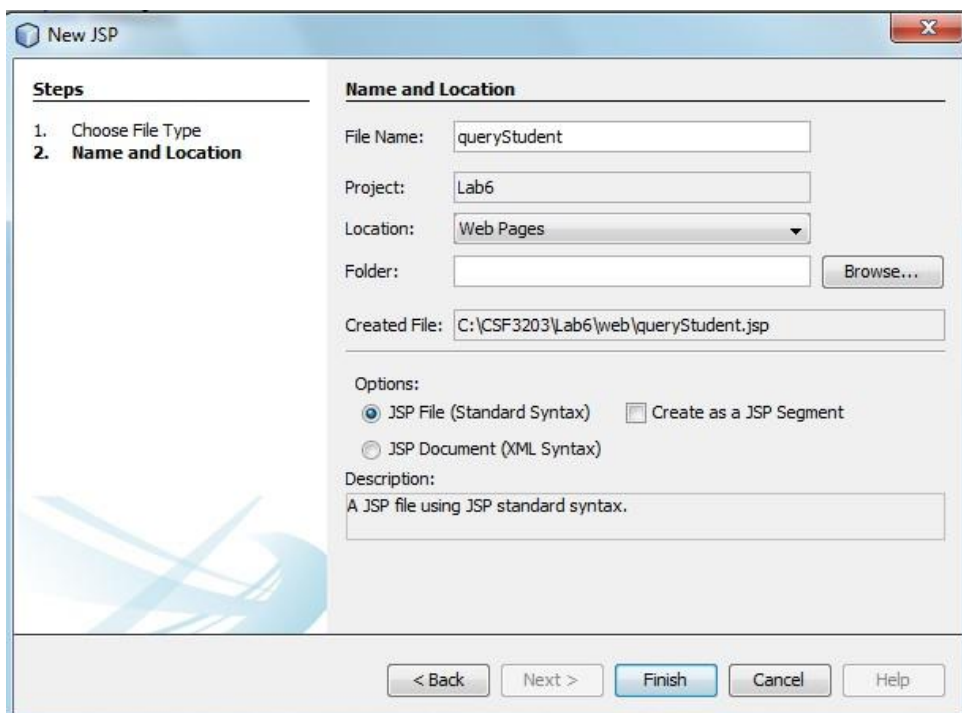 New JSP
Steps
1. Choose File Type
2. Name and Location
Name and Location
File Name: queryStudent
Project: Lab6
Location: Web Pages
Folder: Browse...
Created File: C:\CSF3203\Lab6\web\queryStudent.jsp
Options:
JSP File (Standard Syntax) Create as a JSP Segment
JSP Document (XML Syntax)
Description:
A JSP file using JSP standard syntax.
< Back Next > Finish Cancel Help